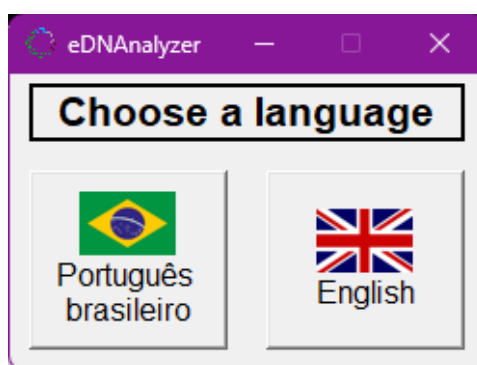 eDNAnalyzer
Choose a language
Português
brasileiro
English